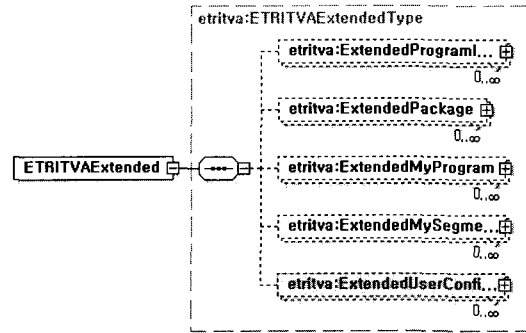 etritva:ETRITVAExtendedType
etritva:ExtendedProgramI...
0..∞
etritva:ExtendedPackage
0..∞
ETRITVAExtended
etritva:ExtendedMyProgram
0..∞
etritva:ExtendedMySegme...
0..∞
etritva:ExtendedUserConfi...
0..∞